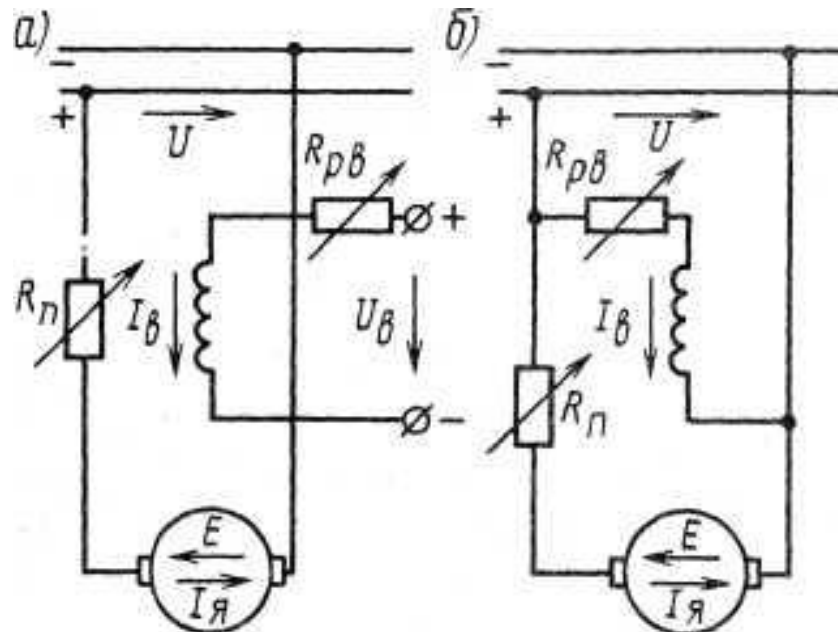 а) б)
− −
+ U + U
Rрв Rрв
+
Rп Iв Uв Iв
Rп
−
E E
Iя Iя